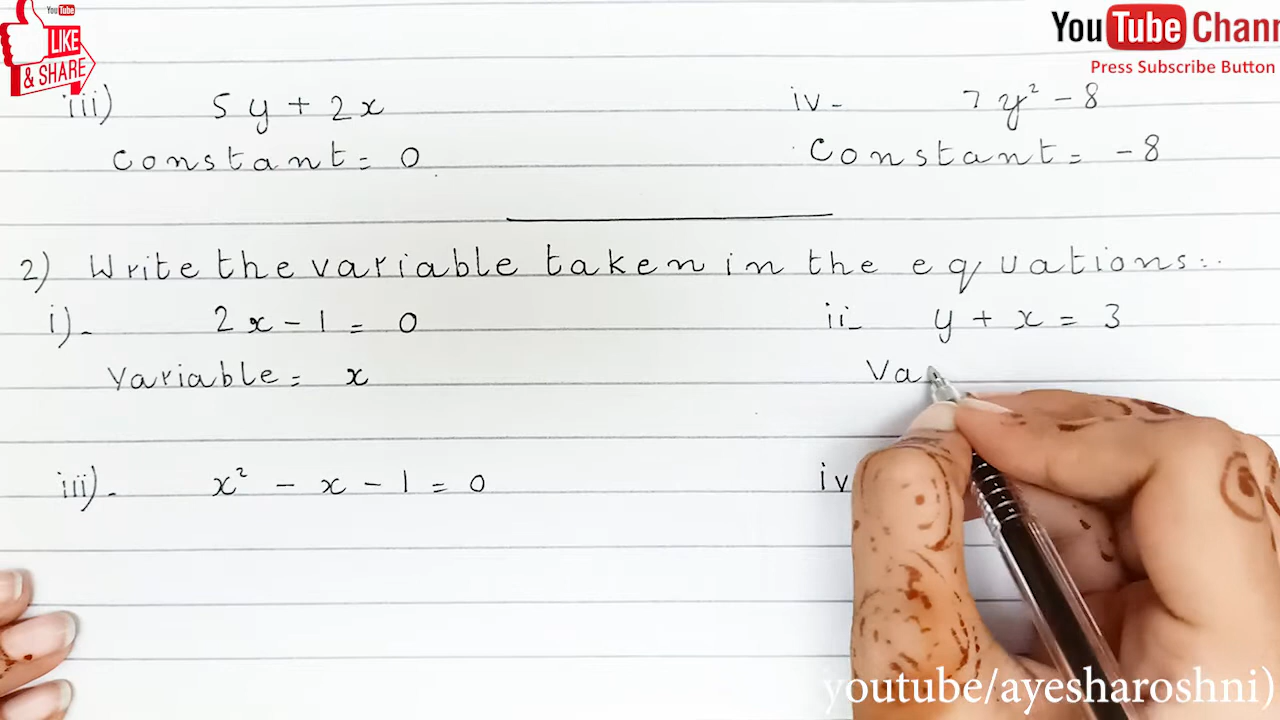 YouTube
LIKE
& SHARE
YouTube Chann
Press Subscribe Button
iii) 5y + 2x
Constant = 0
iv- 7y² - 8
Constant = -8
2) Write the variable taken in the equations:.
i)- 2x - 1 = 0
Variable = x
ii- y + x = 3
Va
iii)- x² - x - 1 = 0
iv
youtube/ayesharoshni)